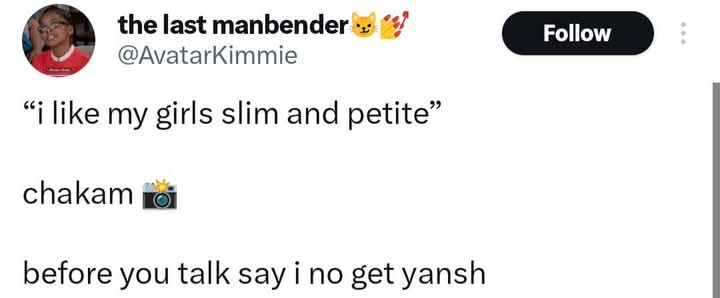 the last manbender😼💅
@AvatarKimmie
Follow
“i like my girls slim and petite”
chakam 📸
before you talk say i no get yansh